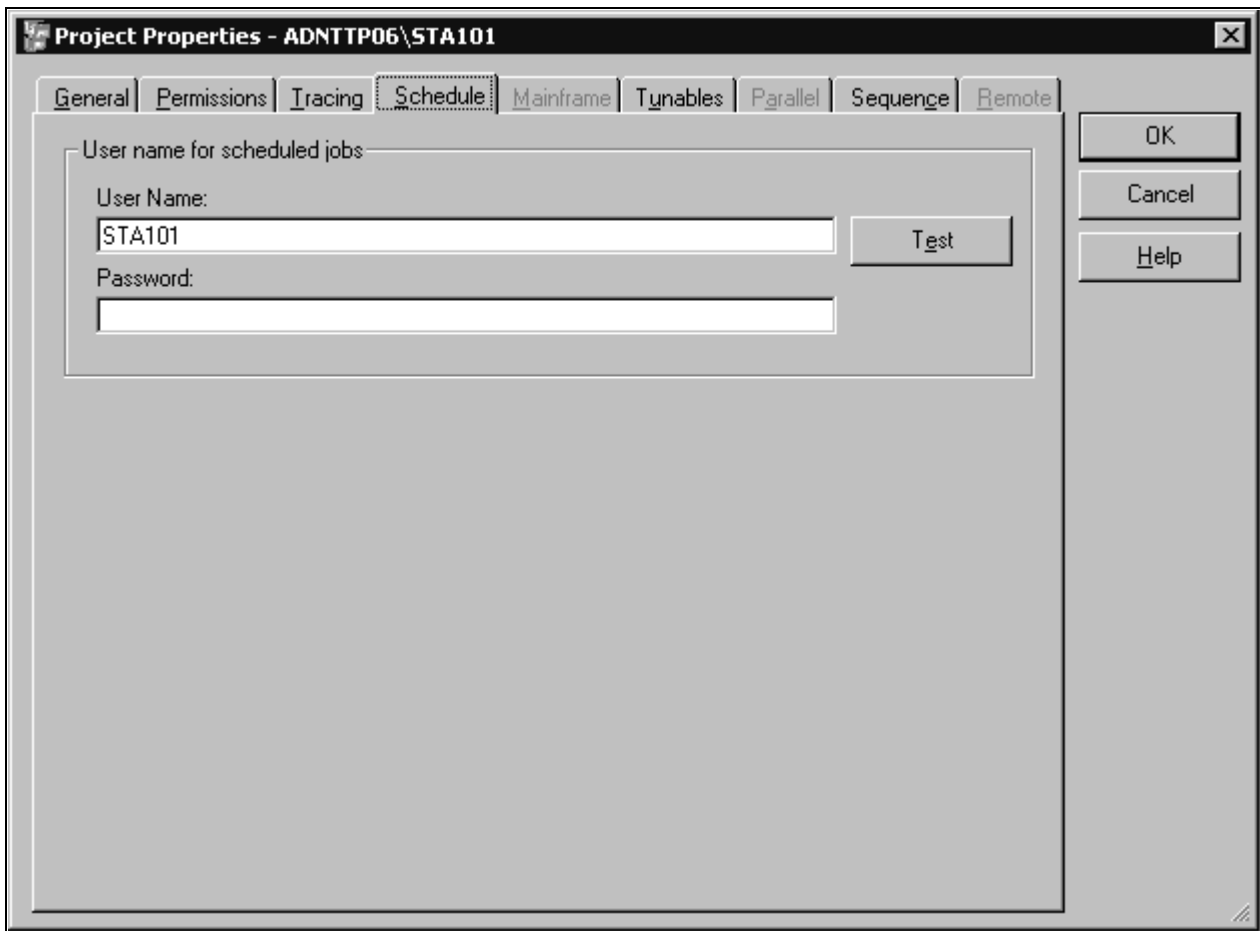 Project Properties - ADNTTP06\STA101
General Permissions Tracing Schedule Mainframe Tunables Parallel Sequence Remote
User name for scheduled jobs
User Name:
STA101
Test
Password:
OK
Cancel
Help